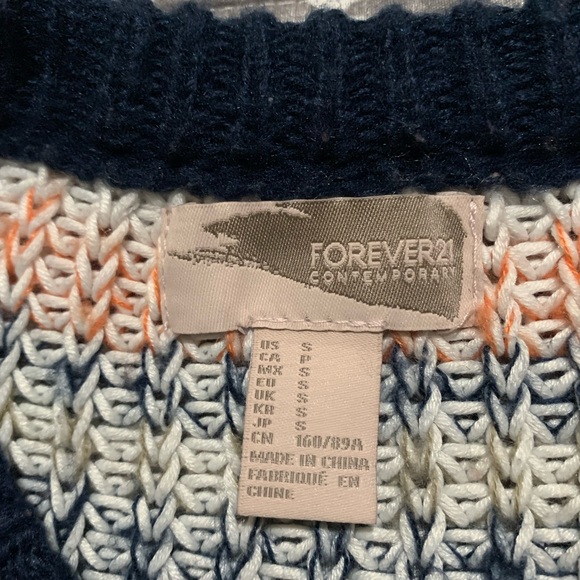 FOREVER21
CONTEMPORARY
US S
CA P
MX S
EU S
UK S
KR S
JP S
CN 160/89A
MADE IN CHINA
FABRIQUÉ EN
CHINE